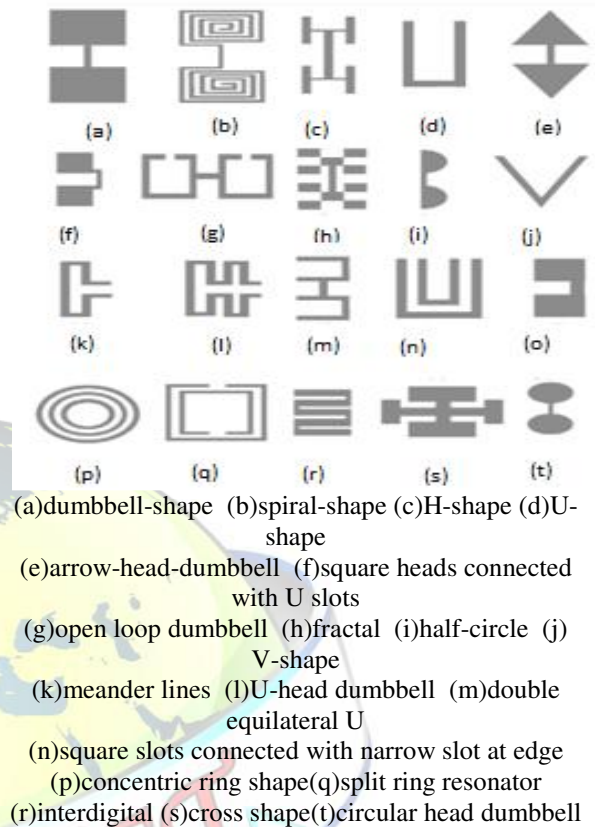 (a) (b) (c) (d) (e)
(f) (g) (h) (i) (j)
(k) (l) (m) (n) (o)
(p) (q) (r) (s) (t)
(a)dumbbell-shape (b)spiral-shape (c)H-shape (d)U-
shape
(e)arrow-head-dumbbell (f)square heads connected
with U slots
(g)open loop dumbbell (h)fractal (i)half-circle (j)
V-shape
(k)meander lines (l)U-head dumbbell (m)double
equilateral U
(n)square slots connected with narrow slot at edge
(p)concentric ring shape(q)split ring resonator
(r)interdigital (s)cross shape(t)circular head dumbbell